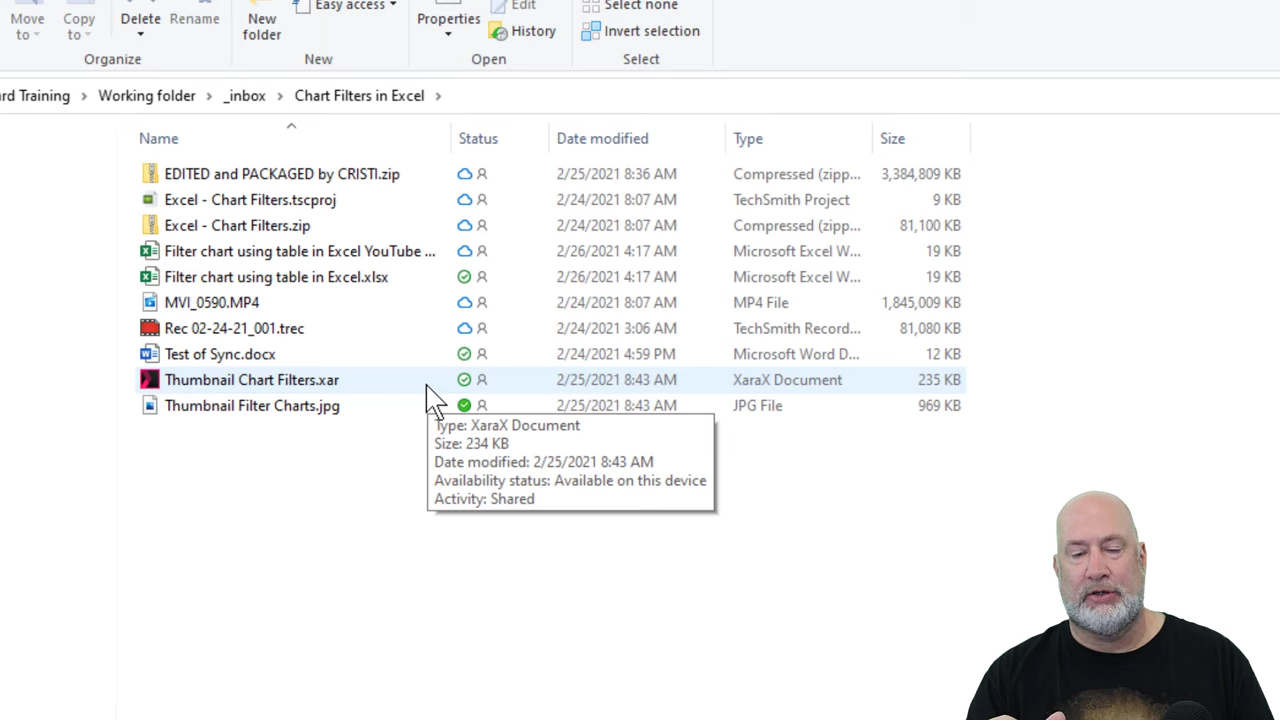 Move to
Copy to
Delete
Rename
New folder
Easy access
Properties
Edit
History
Select none
Invert selection
Organize
New
Open
Select
rd Training > Working folder > _inbox > Chart Filters in Excel >
Name Status Date modified Type Size
EDITED and PACKAGED by CRISTI.zip 2/25/2021 8:36 AM Compressed (zipp... 3,384,809 KB
Excel - Chart Filters.tscproj 2/24/2021 8:07 AM TechSmith Project 9 KB
Excel - Chart Filters.zip 2/24/2021 8:07 AM Compressed (zipp... 81,100 KB
Filter chart using table in Excel YouTube ... 2/26/2021 4:17 AM Microsoft Excel W... 19 KB
Filter chart using table in Excel.xlsx 2/26/2021 4:17 AM Microsoft Excel W... 19 KB
MVI_0590.MP4 2/24/2021 8:07 AM MP4 File 1,845,009 KB
Rec 02-24-21_001.trec 2/24/2021 3:06 AM TechSmith Record... 81,080 KB
Test of Sync.docx 2/24/2021 4:59 PM Microsoft Word D... 12 KB
Thumbnail Chart Filters.xar 2/25/2021 8:43 AM XaraX Document 235 KB
Thumbnail Filter Charts.jpg 2/25/2021 8:43 AM JPG File 969 KB
Type: XaraX Document
Size: 234 KB
Date modified: 2/25/2021 8:43 AM
Availability status: Available on this device
Activity: Shared